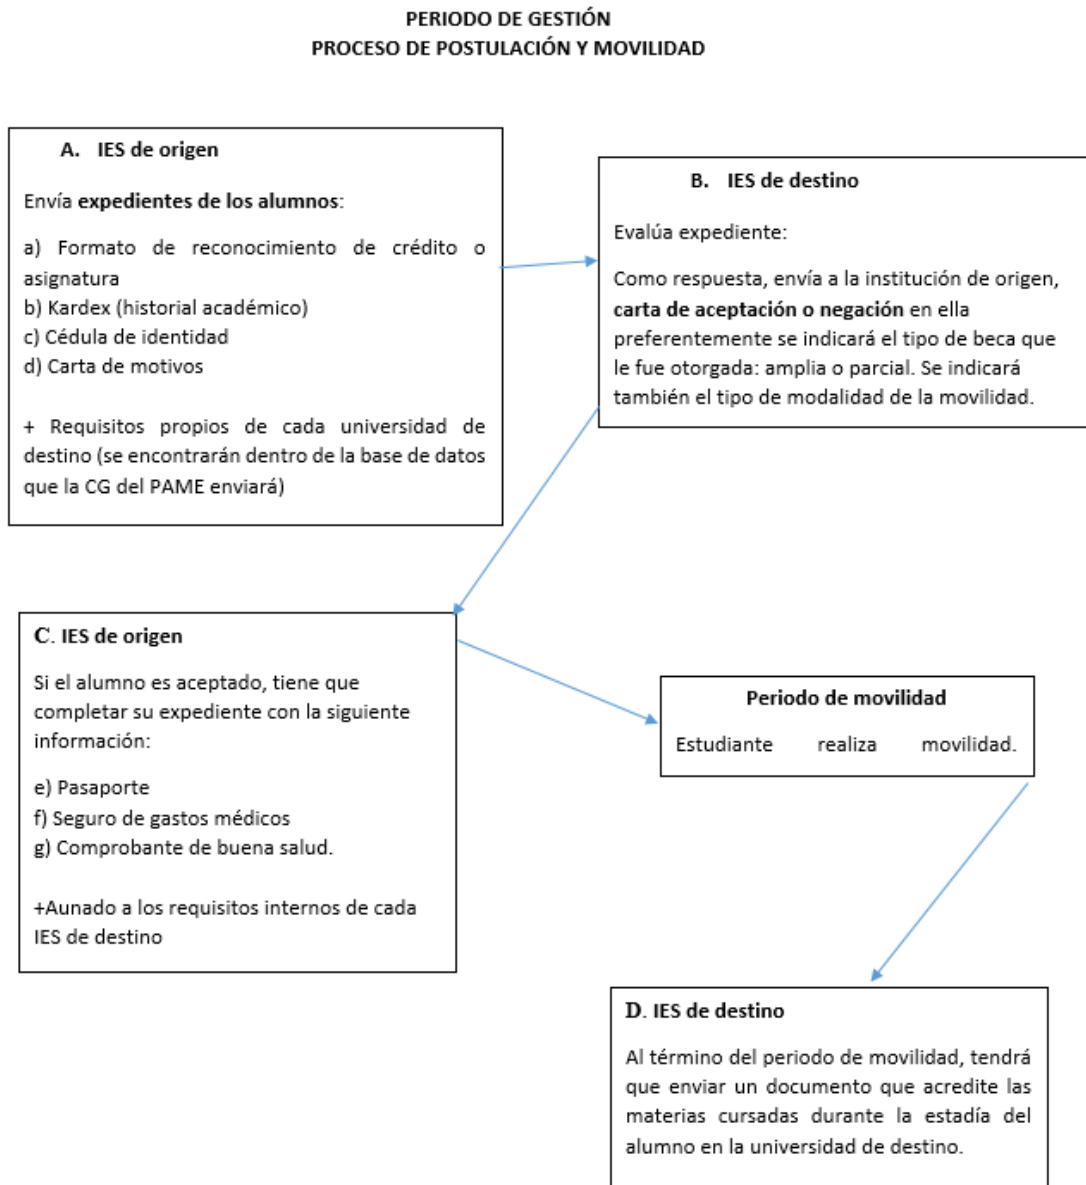 PERIODO DE GESTIÓN
PROCESO DE POSTULACIÓN Y MOVILIDAD
A. IES de origen
Envía expedientes de los alumnos:
a) Formato de reconocimiento de crédito o
asignatura
b) Kardex (historial académico)
c) Cédula de identidad
d) Carta de motivos
+ Requisitos propios de cada universidad de
destino (se encontrarán dentro de la base de datos
que la CG del PAME enviará)
B. IES de destino
Evalúa expediente:
Como respuesta, envía a la institución de origen,
carta de aceptación o negación en ella
preferentemente se indicará el tipo de beca que
le fue otorgada: amplia o parcial. Se indicará
también el tipo de modalidad de la movilidad.
C. IES de origen
Si el alumno es aceptado, tiene que
completar su expediente con la siguiente
información:
e) Pasaporte
f) Seguro de gastos médicos
g) Comprobante de buena salud.
+Aunado a los requisitos internos de cada
IES de destino
Periodo de movilidad
Estudiante realiza movilidad.
D. IES de destino
Al término del periodo de movilidad, tendrá
que enviar un documento que acredite las
materias cursadas durante la estadía del
alumno en la universidad de destino.